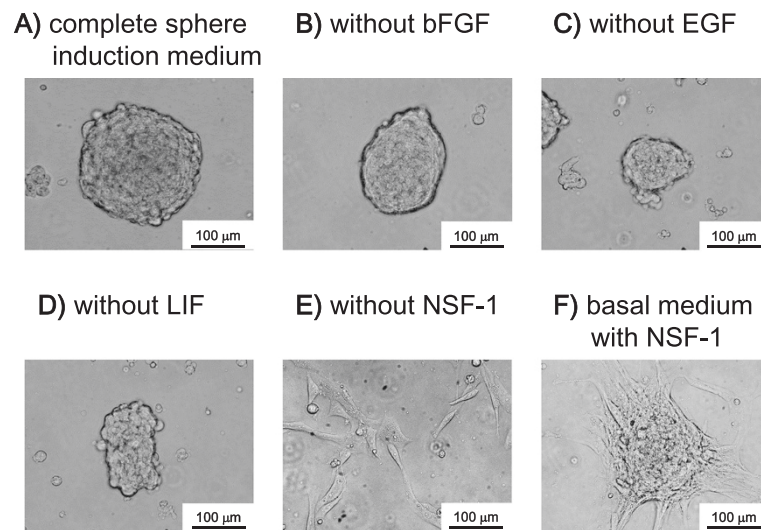 A) complete sphere
induction medium
B) without bFGF
C) without EGF
100 μm
100 μm
100 μm
D) without LIF
E) without NSF-1
F) basal medium
with NSF-1
100 μm
100 μm
100 μm